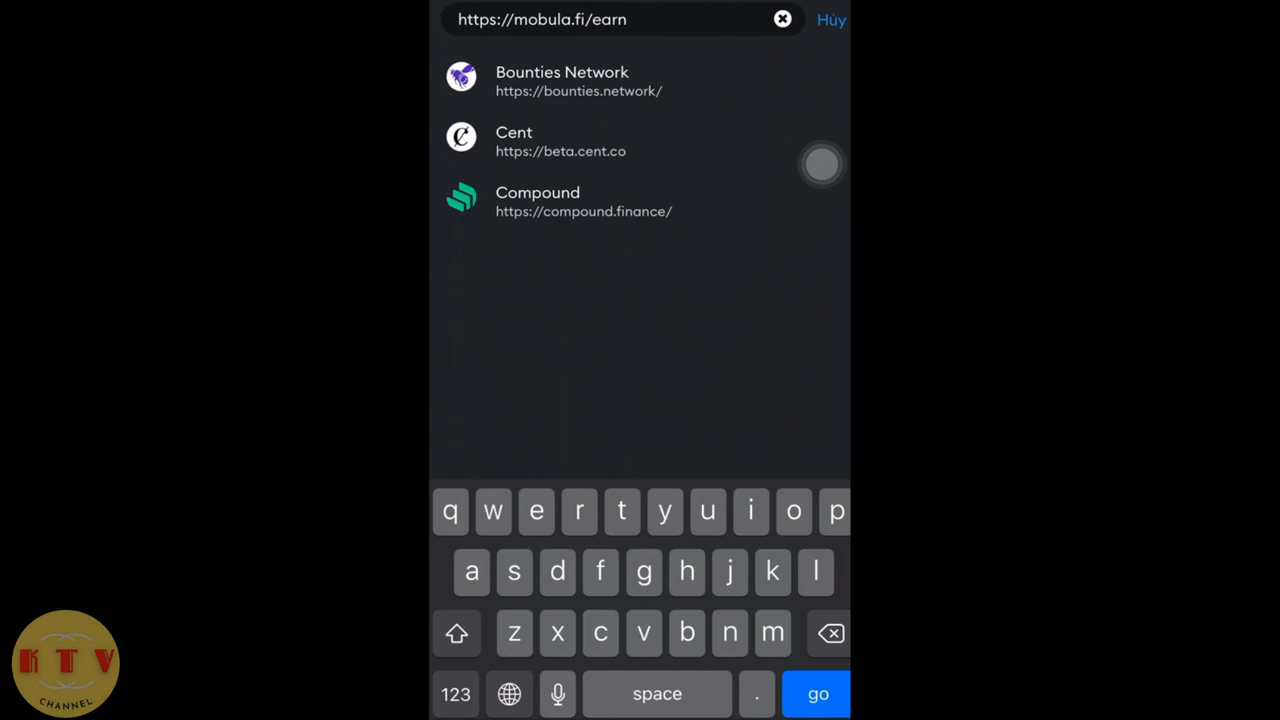 https://mobula.fi/earn
Hủy
Bounties Network
https://bounties.network/
Cent
https://beta.cent.co
Compound
https://compound.finance/
q w e r t y u i o p
a s d f g h j k l
z x c v b n m
123 space . go
KTV
CHANNEL